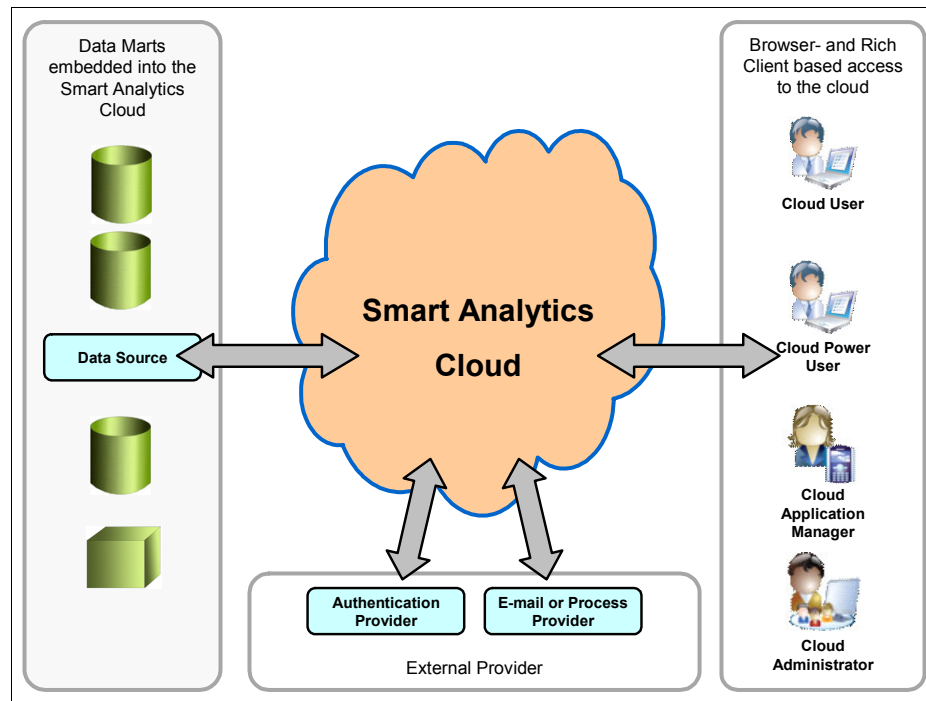 Data Marts
embedded into the
Smart Analytics
Cloud
Data Source
Smart Analytics
Cloud
Browser- and Rich
Client based access
to the cloud
Cloud User
Cloud Power
User
Cloud
Application
Manager
Cloud
Administrator
Authentication
Provider
E-mail or Process
Provider
External Provider